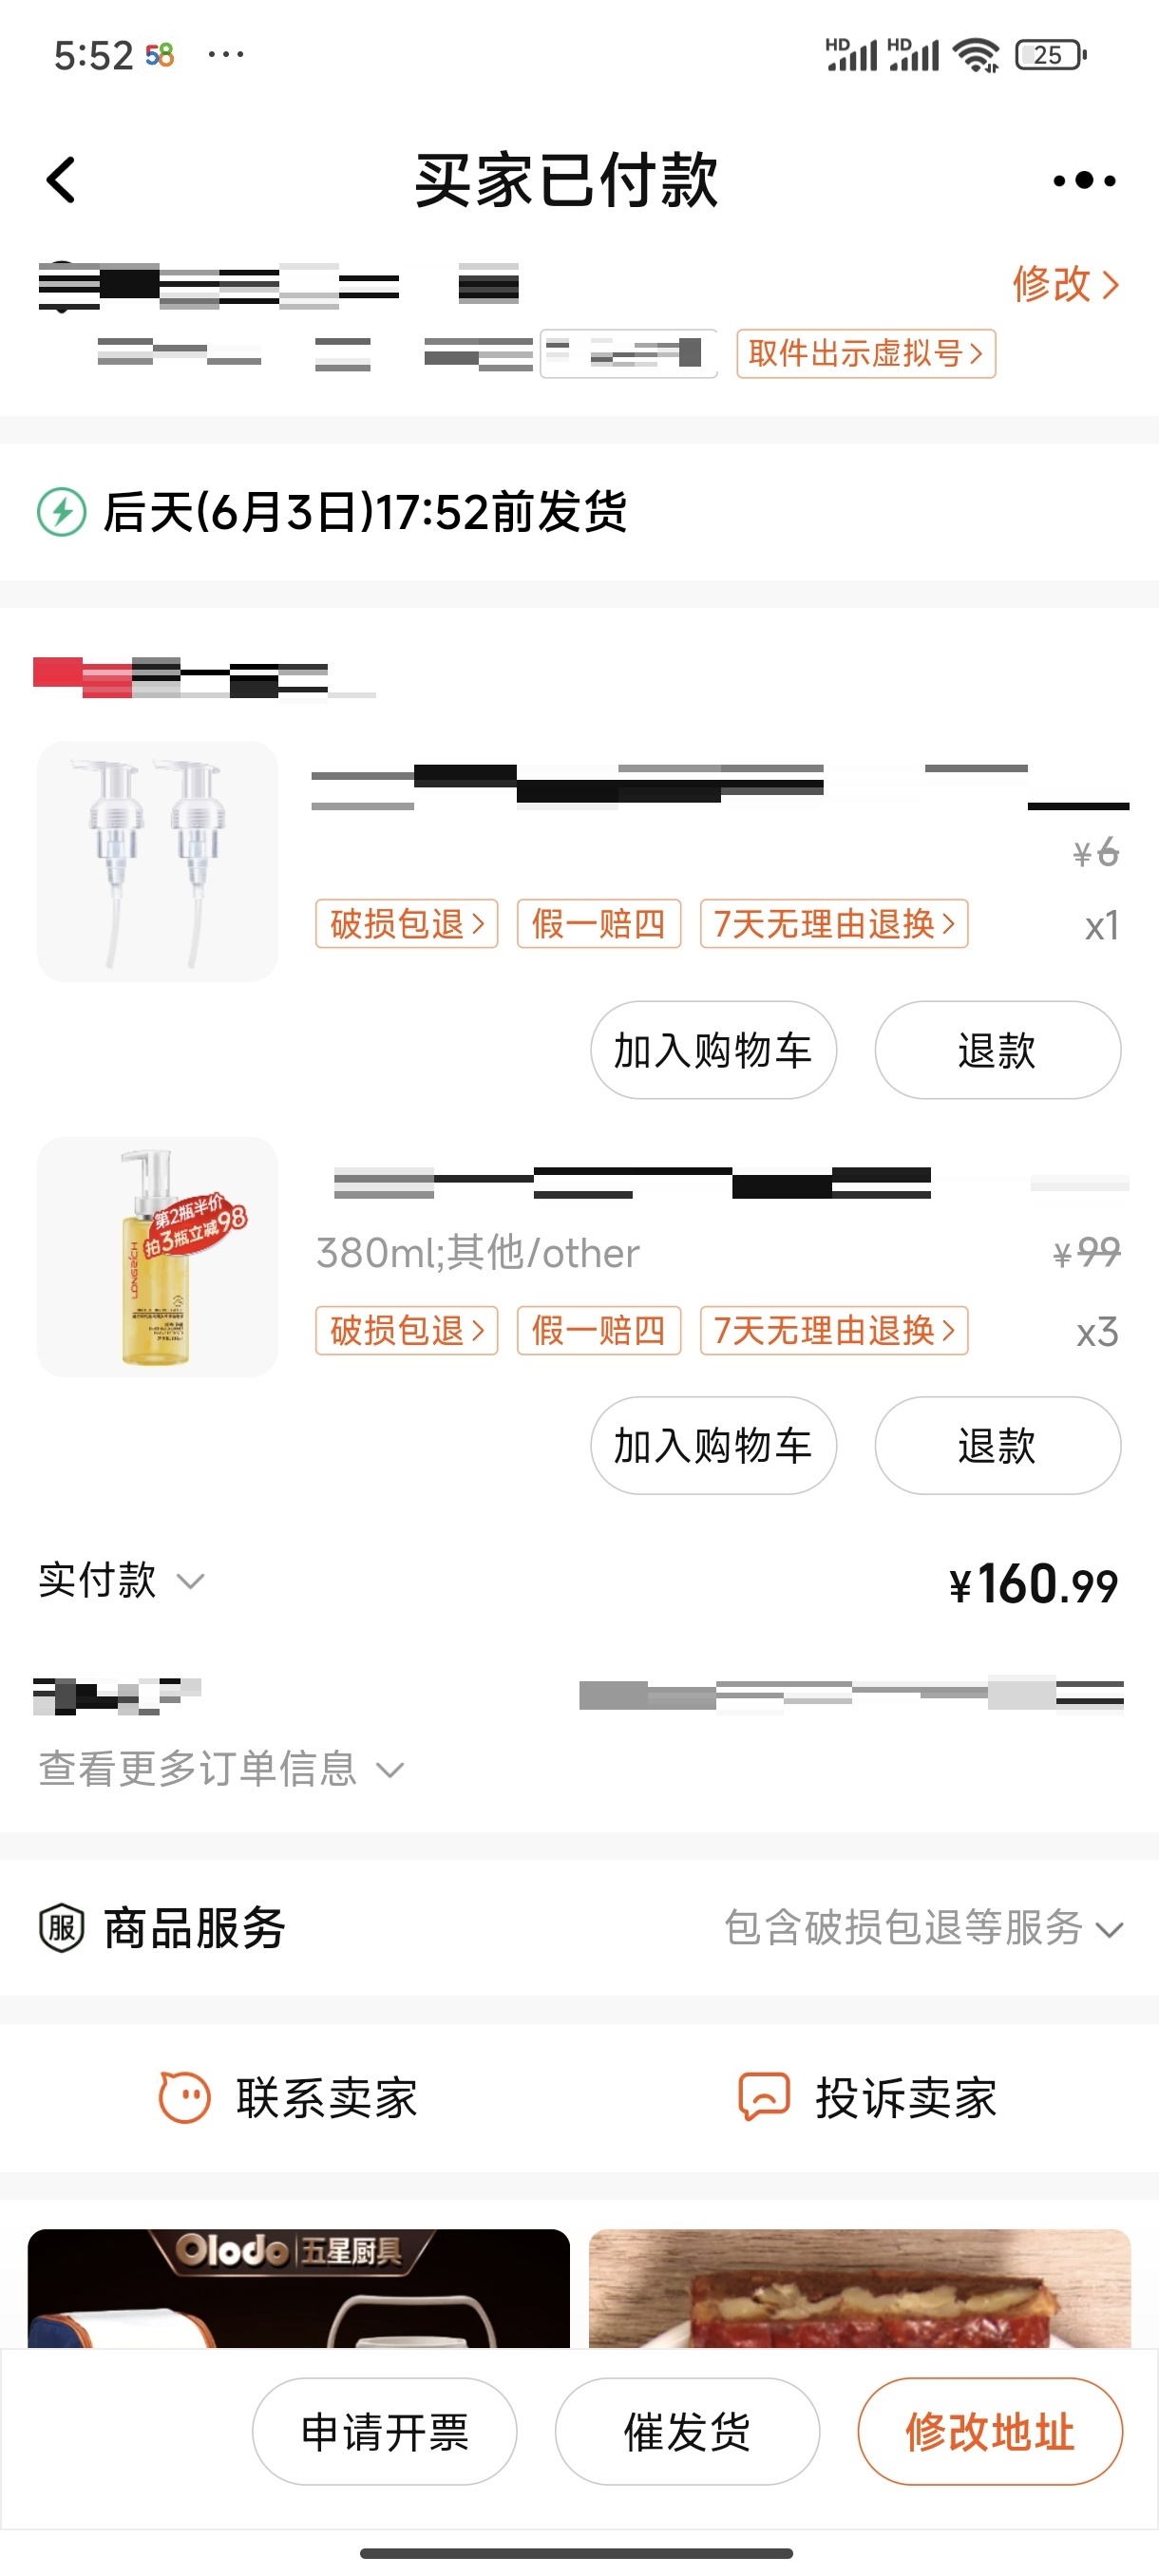 5:52 58 ...
HD HD 25
买家已付款
修改
取件出示虚拟号
后天(6月3日)17:52前发货
¥6
破损包退 假一赔四 7天无理由退换 x1
加入购物车 退款
第2瓶半价
拍3瓶立减98
LONGRICH
380ml;其他/other ¥99
破损包退 假一赔四 7天无理由退换 x3
加入购物车 退款
实付款 ¥160.99
查看更多订单信息
服 商品服务 包含破损包退等服务
联系卖家 投诉卖家
Olodo 五星厨具
申请开票 催发货 修改地址